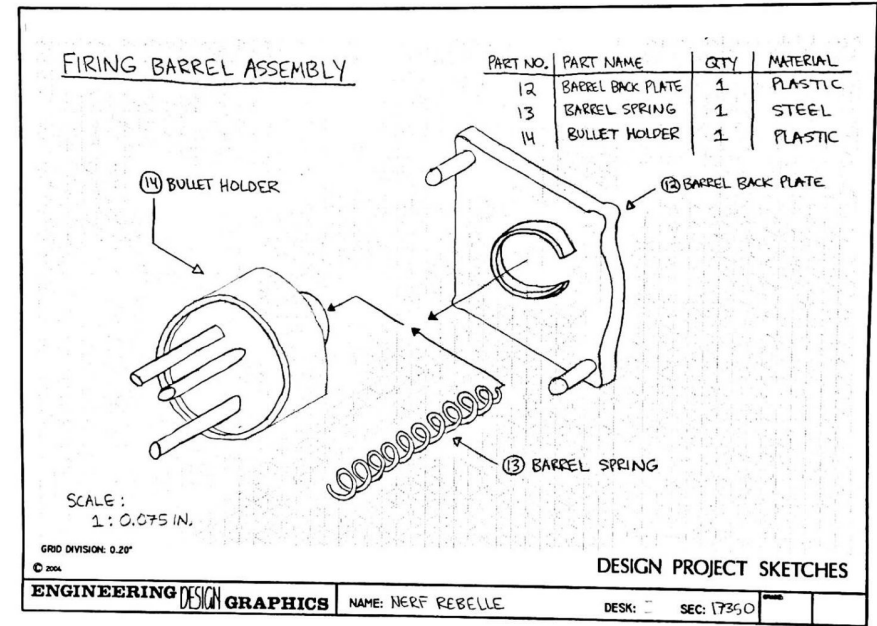 FIRING BARREL ASSEMBLY
PART NO. PART NAME QTY MATERIAL
12 BARREL BACK PLATE 1 PLASTIC
13 BARREL SPRING 1 STEEL
14 BULLET HOLDER 1 PLASTIC
14 BULLET HOLDER
12 BARREL BACK PLATE
13 BARREL SPRING
SCALE:
1:0.075 IN.
GRID DIVISION: 0.20"
© 2004
DESIGN PROJECT SKETCHES
ENGINEERING DESIGN GRAPHICS NAME: NERF REBELLE DESK: SEC: 17350